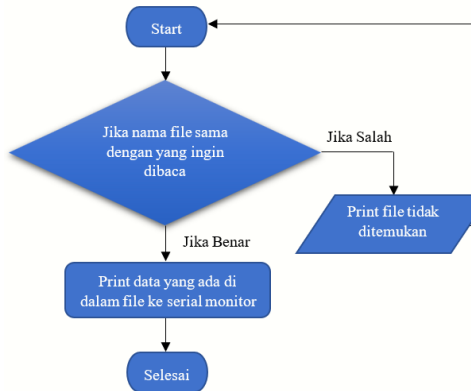 Start
Jika nama file sama
dengan yang ingin
dibaca
Jika Salah
Print file tidak
ditemukan
Jika Benar
Print data yang ada di
dalam file ke serial monitor
Selesai